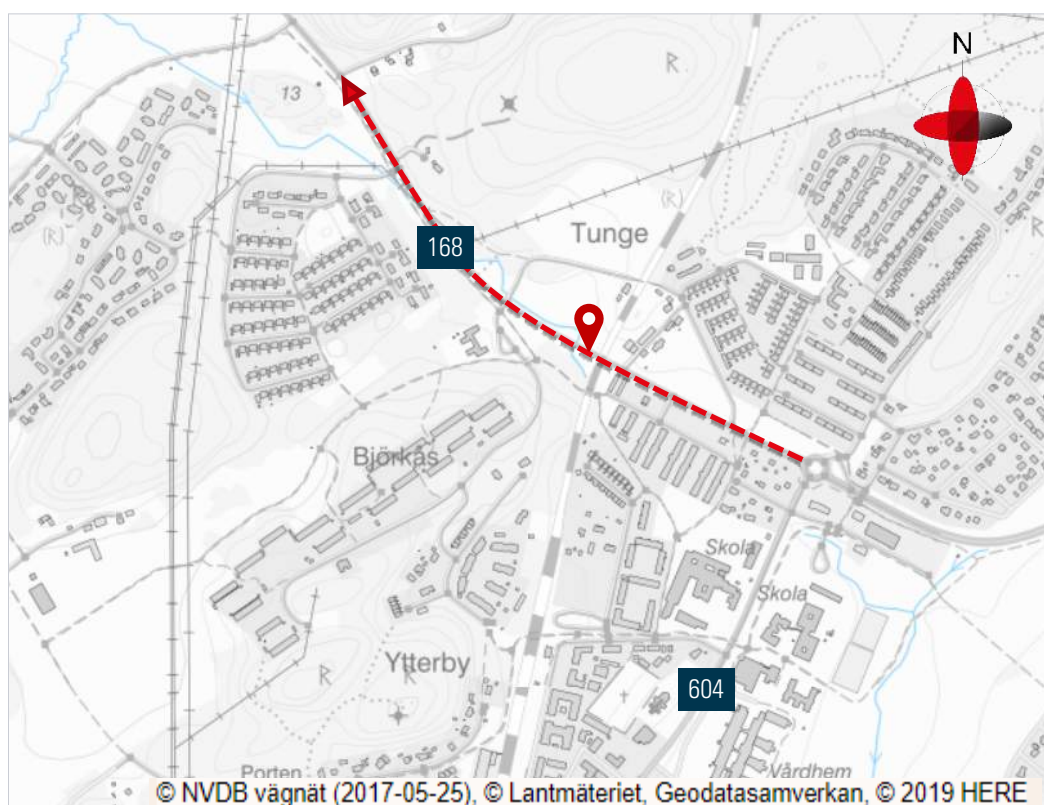 N
13
R
(R)
Tunge
R
(R)
168
Björkås
Skola
Skola
Ytterby
R
R
604
Porten
Vårdhem
© NVDB vägnät (2017-05-25), © Lantmäteriet, Geodatasamverkan, © 2019 HERE